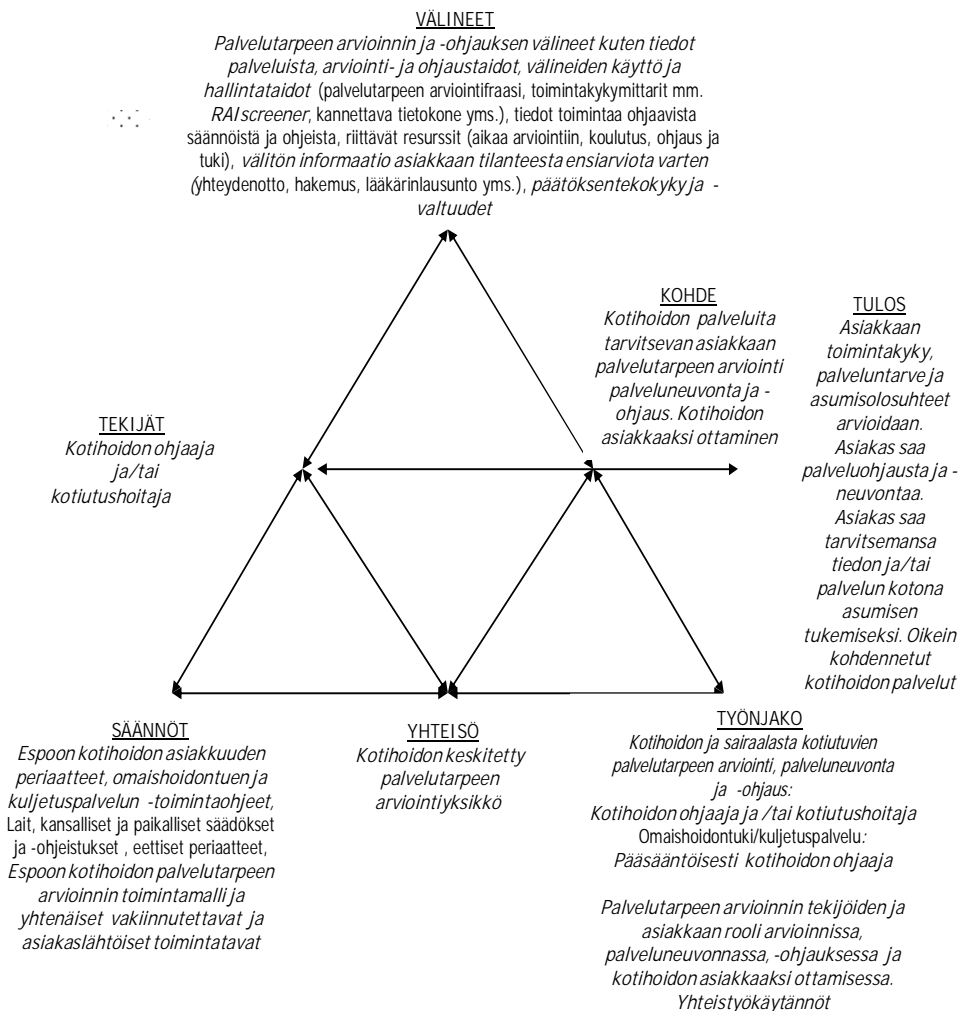 VÄLINEET
Palvelutarpeen arvioinnin ja -ohjauksen välineet kuten tiedot
palveluista, arviointi- ja ohjaustaidot, välineiden käyttö ja
hallintataidot (palvelutarpeen arviointifraasi, toimintakykymittarit mm.
RAI screener, kannettava tietokone yms.), tiedot toimintaa ohjaavista
säännöistä ja ohjeista, riittävät resurssit (aikaa arviointiin, koulutus, ohjaus ja
tuki), välitön informaatio asiakkaan tilanteesta ensiarviota varten
(yhteydenotto, hakemus, lääkärinlausunto yms.), päätöksentekokyky ja -
valtuudet
KOHDE
Kotihoidon palveluita
tarvitsevan asiakkaan
palvelutarpeen arviointi
palveluneuvonta ja -
ohjaus. Kotihoidon
asiakkaaksi ottaminen
TULOS
Asiakkaan
toimintakyky,
palveluntarve ja
asumisolosuhteet
arvioidaan.
Asiakas saa
palveluohjausta ja -
neuvontaa.
Asiakas saa
tarvitsemansa
tiedon ja/tai
palvelun kotona
asumisen
tukemiseksi. Oikein
kohdennetut
kotihoidon palvelut
TEKIJÄT
Kotihoidon ohjaaja
ja/tai
kotiutushoitaja
SÄÄNNÖT
Espoon kotihoidon asiakkuuden
periaatteet, omaishoidontuen ja
kuljetuspalvelun -toimintaohjeet,
Lait, kansalliset ja paikalliset säädökset
ja -ohjeistukset , eettiset periaatteet,
Espoon kotihoidon palvelutarpeen
arvioinnin toimintamalli ja
yhtenäiset vakiinnutettavat ja
asiakaslähtöiset toimintatavat
YHTEISÖ
Kotihoidon keskitetty
palvelutarpeen
arviointiyksikkö
TYÖNJAKO
Kotihoidon ja sairaalasta kotiutuvien
palvelutarpeen arviointi, palveluneuvonta
ja -ohjaus:
Kotihoidon ohjaaja ja /tai kotiutushoitaja
Omaishoidontuki/kuljetuspalvelu:
Pääsääntöisesti kotihoidon ohjaaja
Palvelutarpeen arvioinnin tekijöiden ja
asiakkaan rooli arvioinnissa,
palveluneuvonnassa, -ohjauksessa ja
kotihoidon asiakkaaksi ottamisessa.
Yhteistyökäytännöt